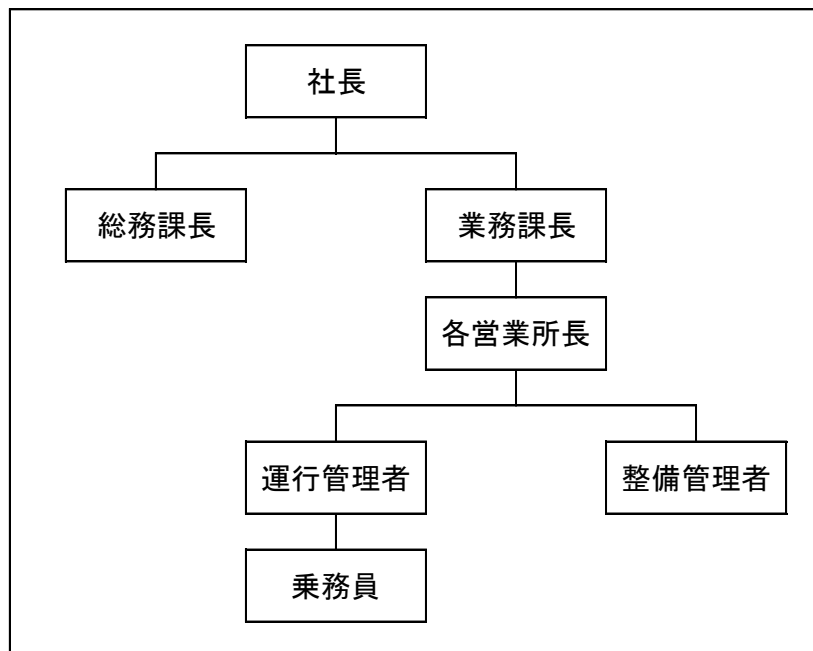 社長
総務課長
業務課長
各営業所長
運行管理者
整備管理者
乗務員